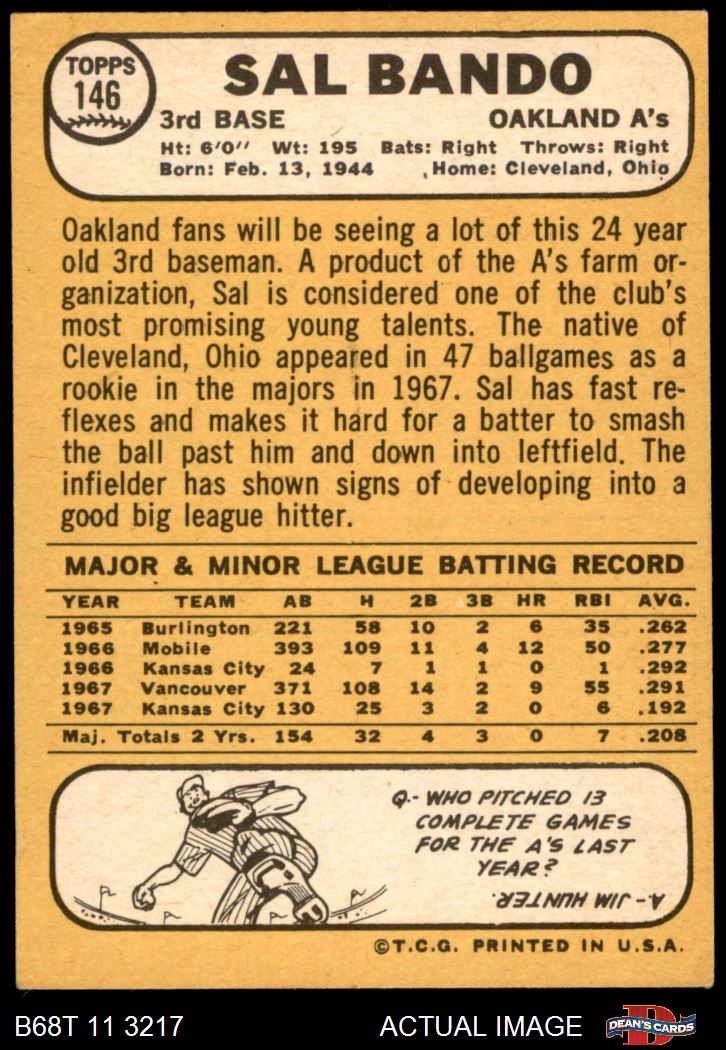 TOPPS
146
SAL BANDO
3rd BASE OAKLAND A's
Ht: 6'0'' Wt: 195 Bats: Right Throws: Right
Born: Feb. 13, 1944 Home: Cleveland, Ohio
Oakland fans will be seeing a lot of this 24 year
old 3rd baseman. A product of the A's farm or-
ganization, Sal is considered one of the club's
most promising young talents. The native of
Cleveland, Ohio appeared in 47 ballgames as a
rookie in the majors in 1967. Sal has fast re-
flexes and makes it hard for a batter to smash
the ball past him and down into leftfield. The
infielder has shown signs of developing into a
good big league hitter.
MAJOR & MINOR LEAGUE BATTING RECORD
YEAR TEAM AB H 2B 3B HR RBI AVG.
1965 Burlington 221 58 10 2 6 35 .262
1966 Mobile 393 109 11 4 12 50 .277
1966 Kansas City 24 7 1 1 0 1 .292
1967 Vancouver 371 108 14 2 9 55 .291
1967 Kansas City 130 25 3 2 0 6 .192
Maj. Totals 2 Yrs. 154 32 4 3 0 7 .208
Q.- WHO PITCHED 13
COMPLETE GAMES
FOR THE A'S LAST
YEAR?
A- JIM HUNTER.
©T.C.G. PRINTED IN U.S.A.
B68T 11 3217 ACTUAL IMAGE DEAN'S CARDS